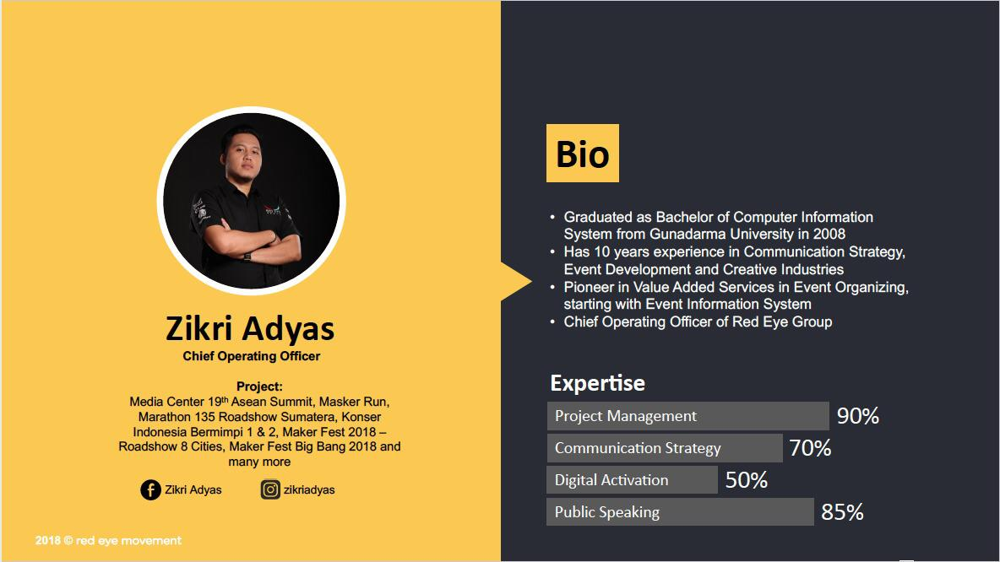 Zikri Adyas
Chief Operating Officer
Project:
Media Center 19th Asean Summit, Masker Run,
Marathon 135 Roadshow Sumatera, Konser
Indonesia Bermimpi 1 & 2, Maker Fest 2018 –
Roadshow 8 Cities, Maker Fest Big Bang 2018 and
many more
Zikri Adyas
zikriadyas
2018 © red eye movement
Bio
• Graduated as Bachelor of Computer Information
System from Gunadarma University in 2008
• Has 10 years experience in Communication Strategy,
Event Development and Creative Industries
• Pioneer in Value Added Services in Event Organizing,
starting with Event Information System
• Chief Operating Officer of Red Eye Group
Expertise
Project Management 90%
Communication Strategy 70%
Digital Activation 50%
Public Speaking 85%